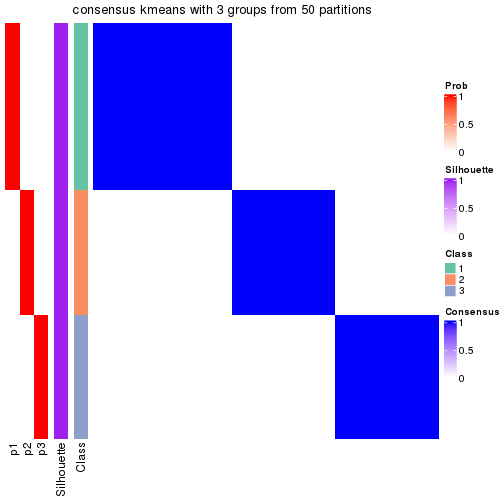 consensus kmeans with 3 groups from 50 partitions
Prob
1
0.5
0
Silhouette
1
0.5
0
Class
1
2
3
Consensus
1
0.5
0
p1
p2
p3
Silhouette
Class